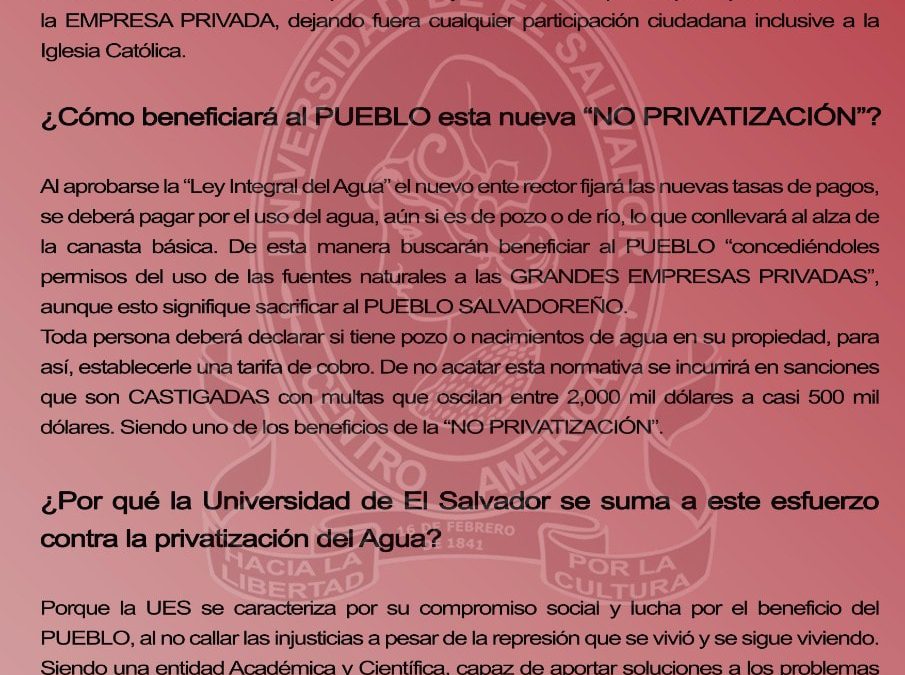 la EMPRESA PRIVADA, dejando fuera cualquier participación ciudadana inclusive a la
Iglesia Católica.
¿Cómo beneficiará al PUEBLO esta nueva “NO PRIVATIZACIÓN”?
Al aprobarse la “Ley Integral del Agua” el nuevo ente rector fijará las nuevas tasas de pagos,
se deberá pagar por el uso del agua, aún si es de pozo o de río, lo que conllevará al alza de
la canasta básica. De esta manera buscarán beneficiar al PUEBLO “concediéndoles
permisos del uso de las fuentes naturales a las GRANDES EMPRESAS PRIVADAS”,
aunque esto signifique sacrificar al PUEBLO SALVADOREÑO.
Toda persona deberá declarar si tiene pozo o nacimientos de agua en su propiedad, para
así, establecerle una tarifa de cobro. De no acatar esta normativa se incurrirá en sanciones
que son CASTIGADAS con multas que oscilan entre 2,000 mil dólares a casi 500 mil
dólares. Siendo uno de los beneficios de la “NO PRIVATIZACIÓN”.
¿Por qué la Universidad de El Salvador se suma a este esfuerzo
contra la privatización del Agua?
Porque la UES se caracteriza por su compromiso social y lucha por el beneficio del
PUEBLO, al no callar las injusticias a pesar de la represión que se vivió y se sigue viviendo.
Siendo una entidad Académica y Científica, capaz de aportar soluciones a los problemas
UNIVERSIDAD DE EL SALVADOR
CENTRO AMERICA
16 DE FEBRERO
DE 1841
HACIA LA
LIBERTAD
POR LA
CULTURA